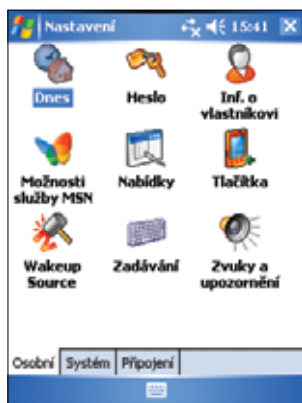 Nastavení 15:41
Dnes
Heslo
Inf. o
vlastníkovi
Možnosti
služby MSN
Nabídky
Tlačítka
Wakeup
Source
Zadávání
Zvuky a
upozornění
Osobní Systém Připojení